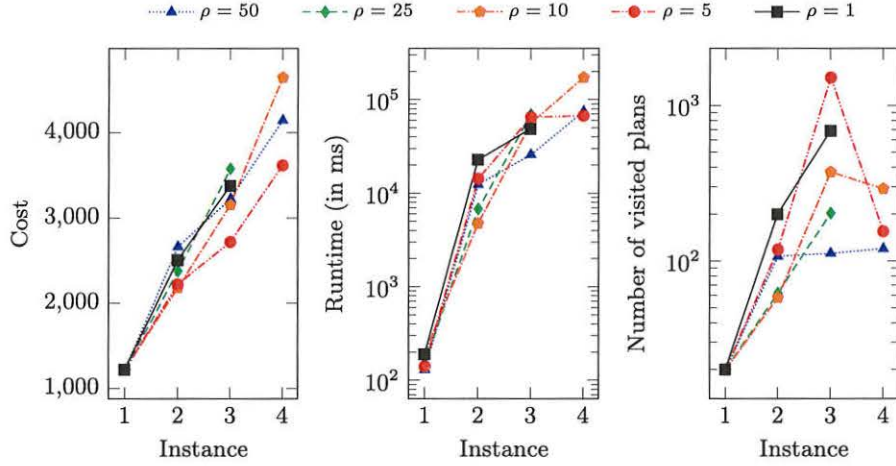 ρ = 50 ρ = 25 ρ = 10 ρ = 5 ρ = 1
Cost
4,000
3,000
2,000
1,000
1 2 3 4
Instance
Runtime (in ms)
10^5
10^4
10^3
10^2
1 2 3 4
Instance
Number of visited plans
10^3
10^2
1 2 3 4
Instance